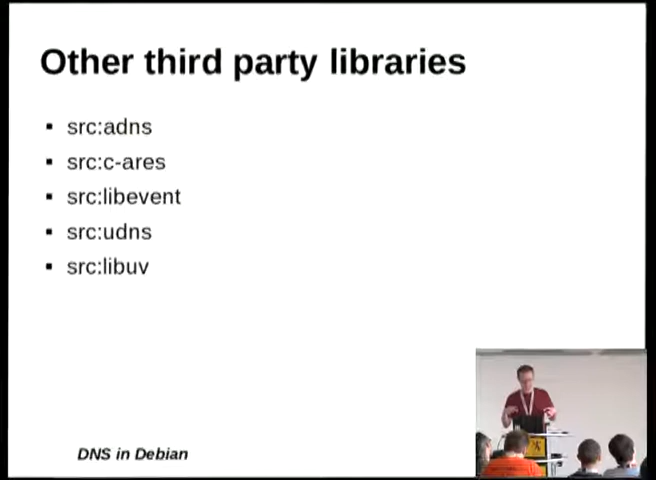 Other third party libraries
src:adns
src:c-ares
src:libevent
src:udns
src:libuv
DNS in Debian